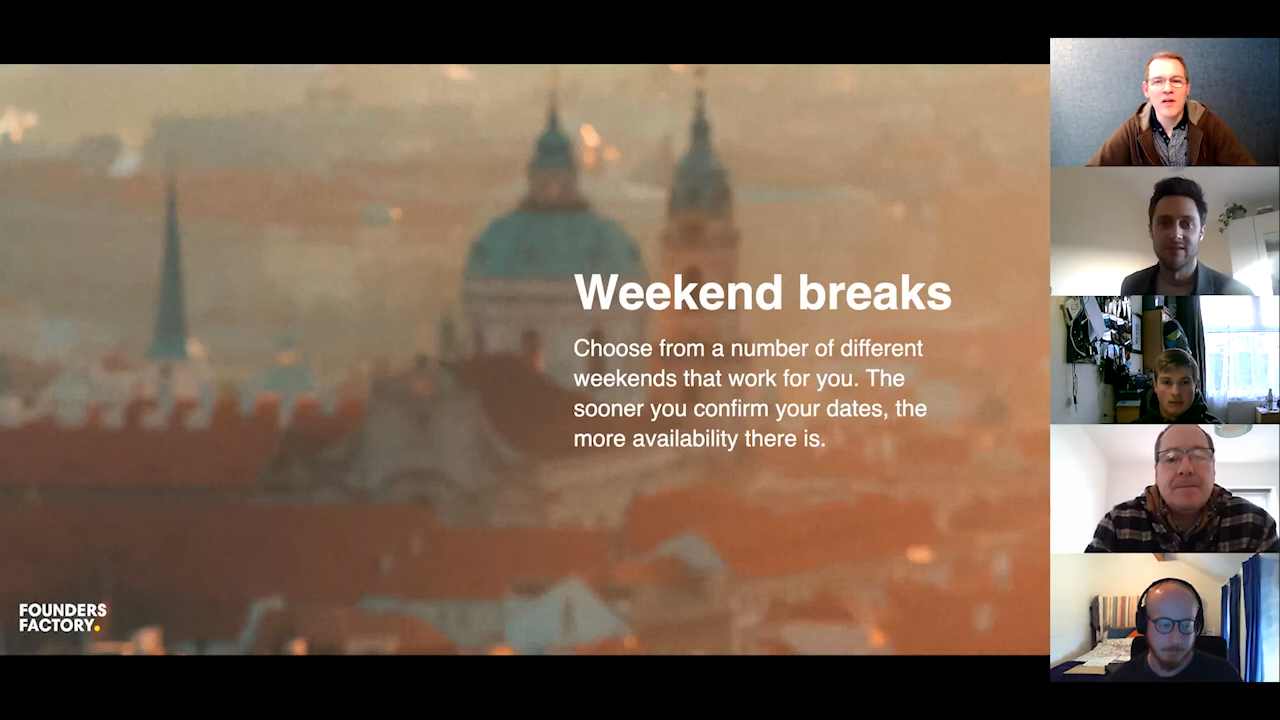 Weekend breaks
Choose from a number of different
weekends that work for you. The
sooner you confirm your dates, the
more availability there is.
FOUNDERS
FACTORY.